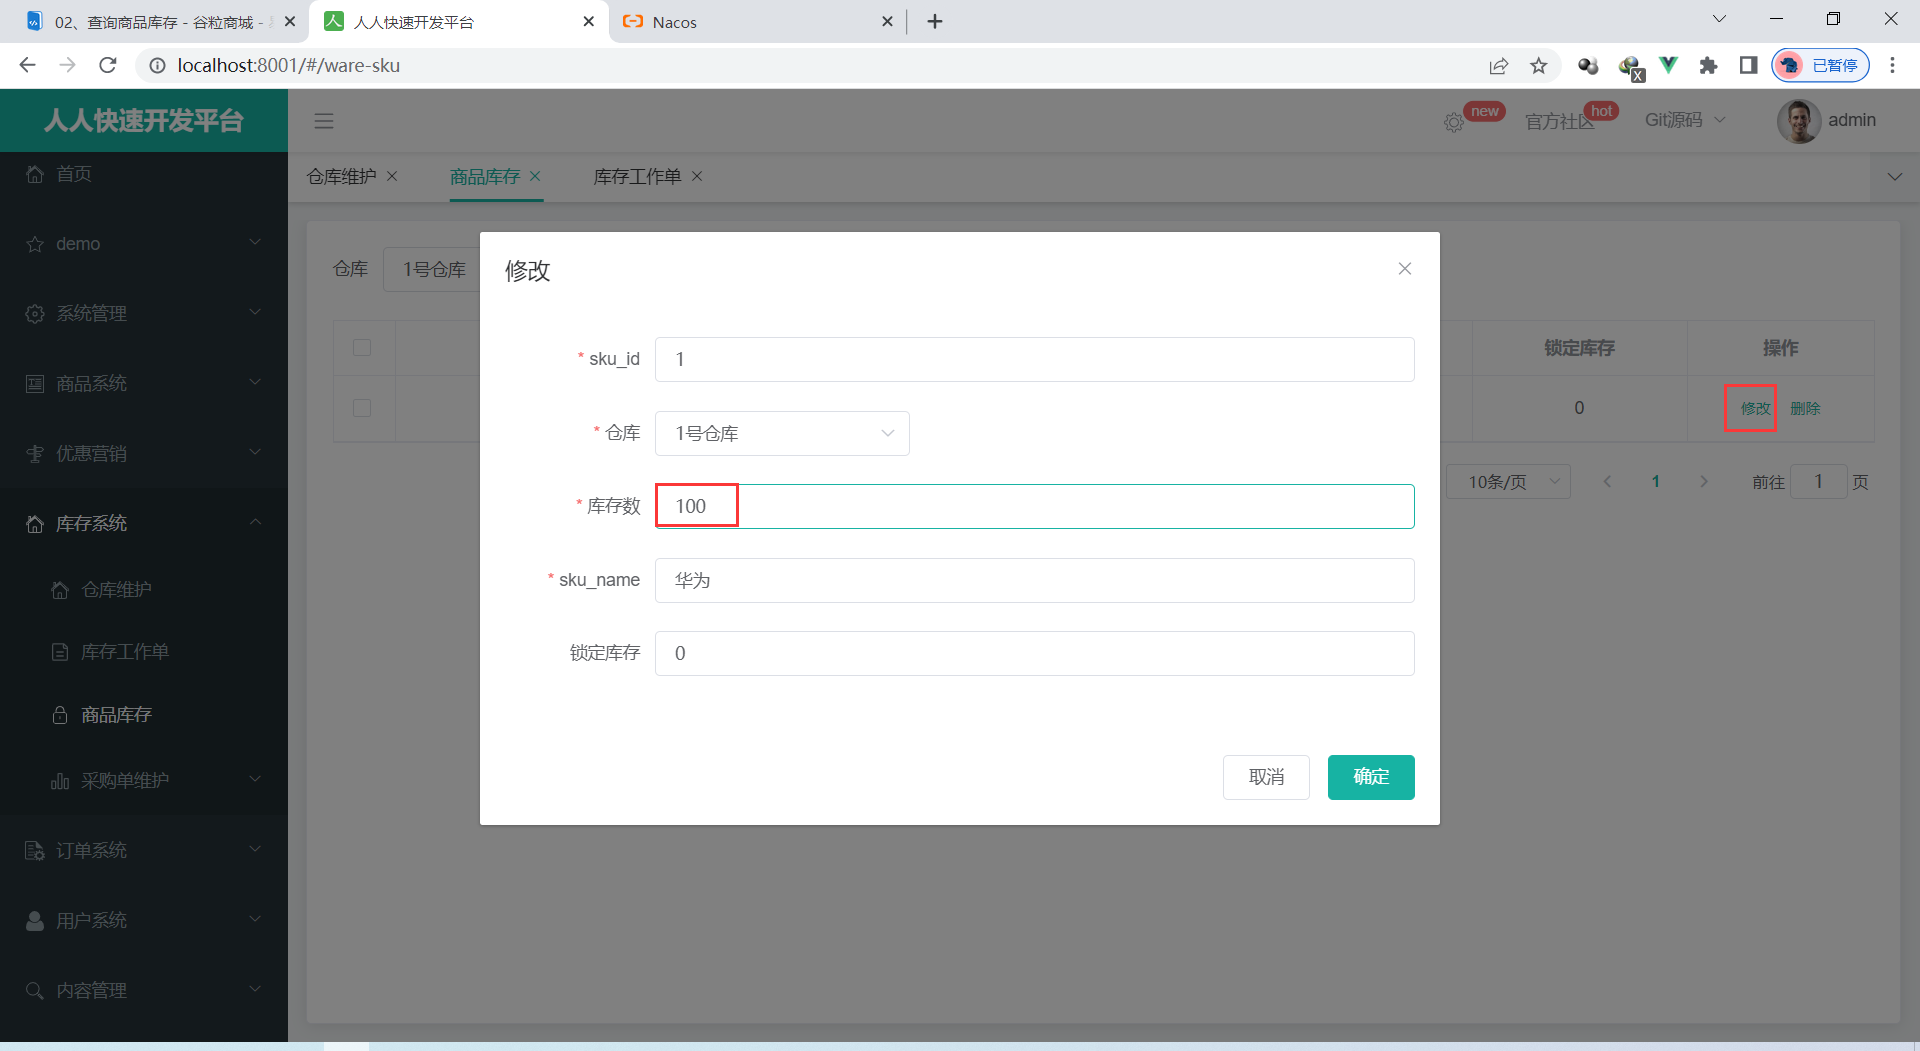 02、查询商品库存 - 谷粒商城 -
人人快速开发平台
Nacos
localhost:8001/#/ware-sku
已暂停
人人快速开发平台
new
官方社区
hot
Git源码
admin
首页
仓库维护
商品库存
库存工作单
demo
系统管理
商品系统
优惠营销
库存系统
仓库维护
库存工作单
商品库存
采购单维护
订单系统
用户系统
内容管理
仓库
1号仓库
锁定库存
操作
0
修改
删除
10条/页
1
前往
1
页
修改
* sku_id
1
* 仓库
1号仓库
* 库存数
100
* sku_name
华为
锁定库存
0
取消
确定